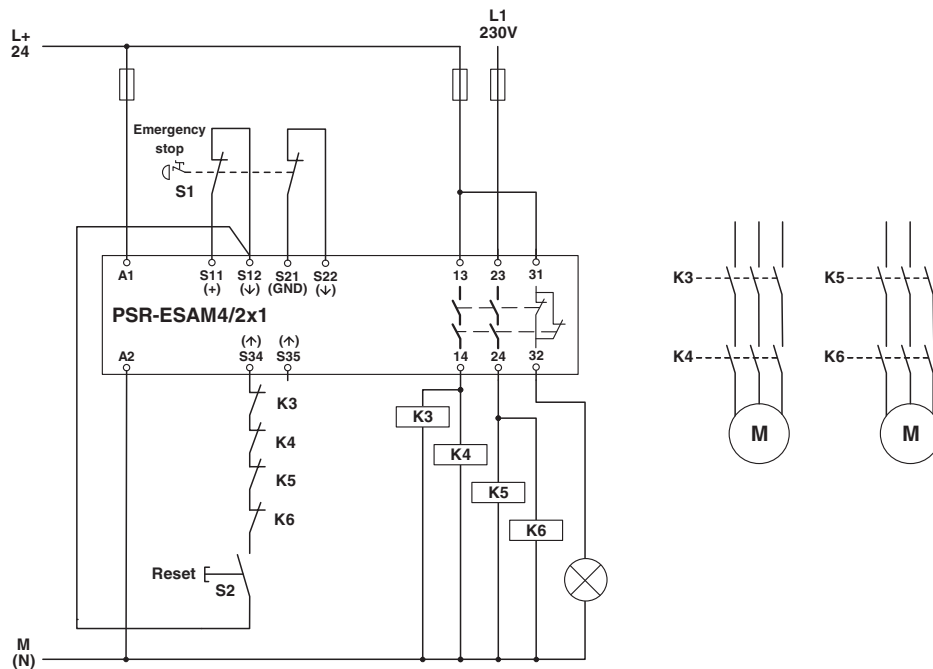 L+
24
L1
230V
Emergency
stop
S1
A1
S11
(+)
S12
(↓)
S21
(GND)
S22
(↓)
13
23
31
PSR-ESAM4/2x1
A2
(↑)
S34
(↑)
S35
14
24
32
K3
K4
K5
K6
Reset
S2
K3
K4
K5
K6
M
(N)
K3
K4
M
K5
K6
M